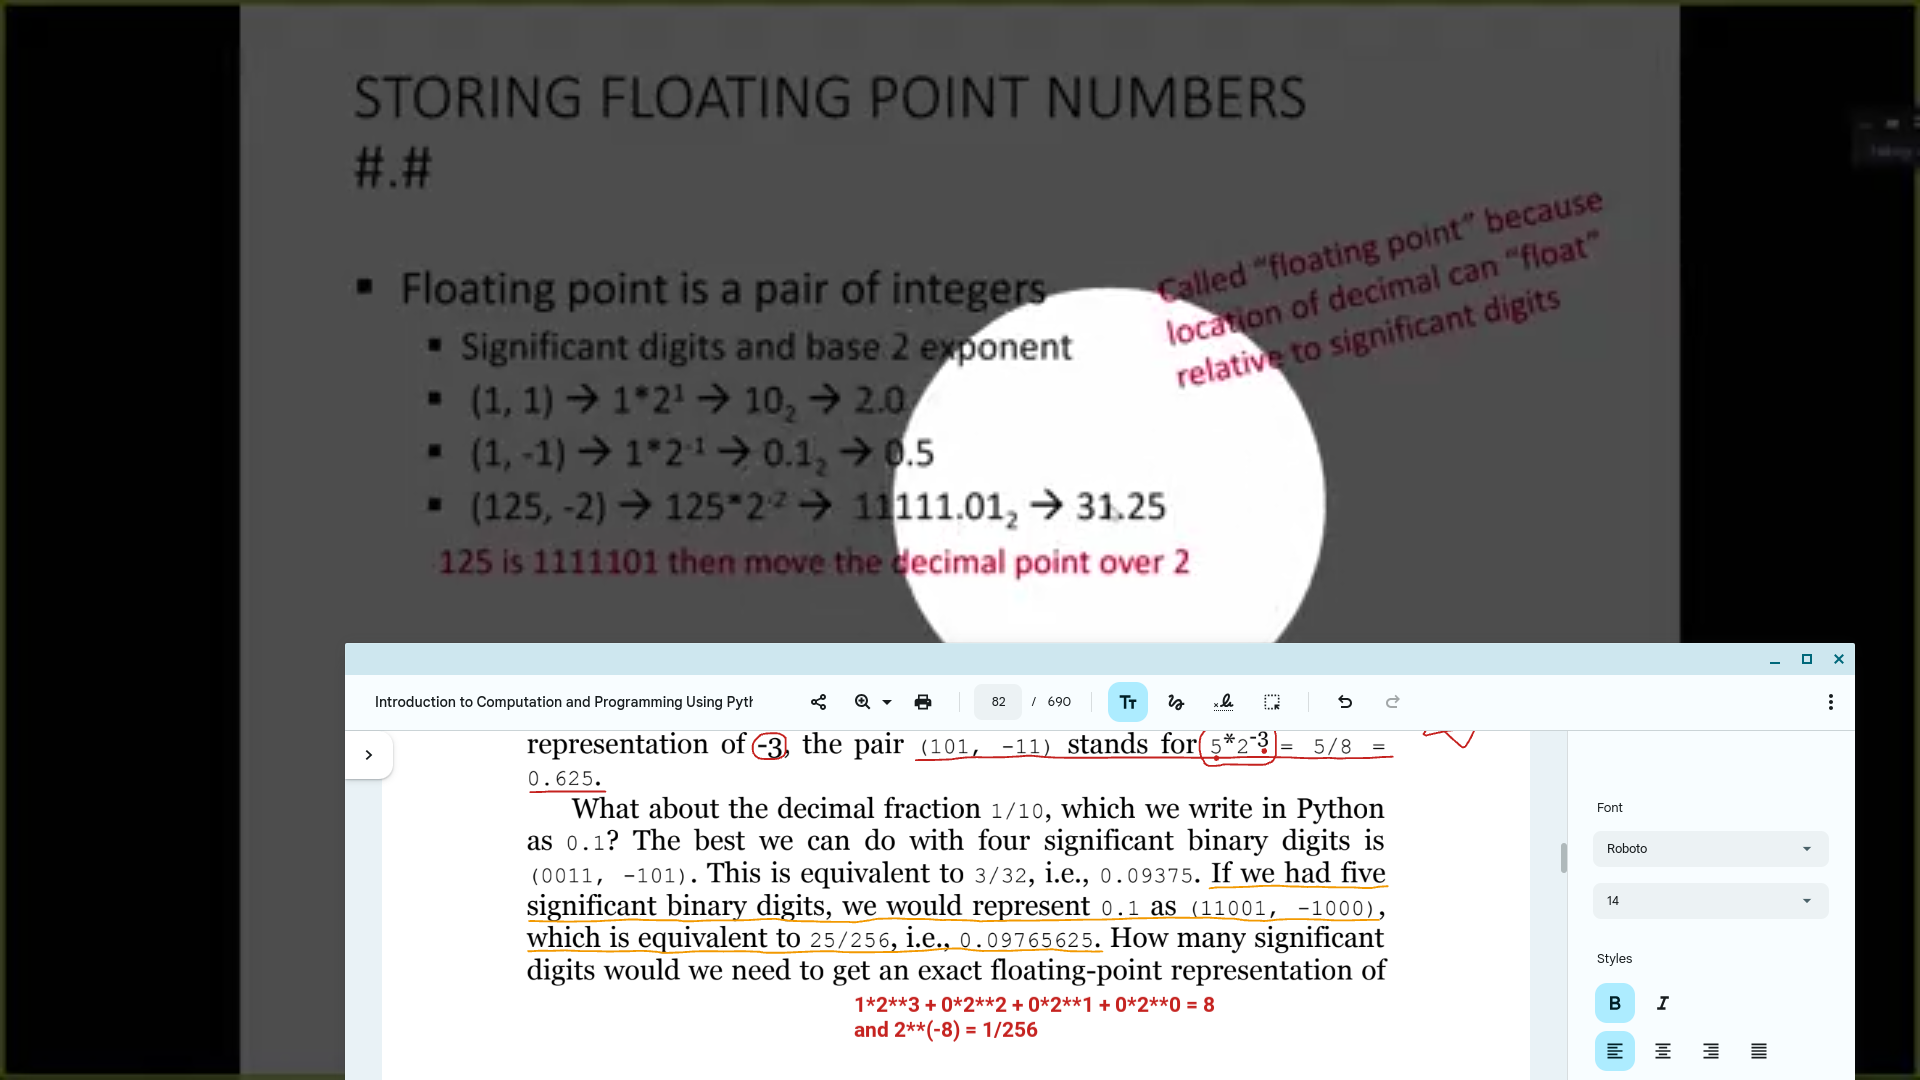 STORING FLOATING POINT NUMBERS
#.#
Called "floating point" because
location of decimal can "float"
relative to significant digits
▪ Floating point is a pair of integers
▪ Significant digits and base 2 exponent
▪ (1, 1) → 1*2¹ → 10₂ → 2.0
▪ (1, -1) → 1*2⁻¹ → 0.1₂ → 0.5
▪ (125, -2) → 125*2⁻² → 11111.01₂ → 31.25
125 is 1111101 then move the decimal point over 2
Introduction to Computation and Programming Using Pyth
82 / 690
representation of -3, the pair (101, -11) stands for 5*2⁻³ = 5/8 =
0.625.
What about the decimal fraction 1/10, which we write in Python
as 0.1? The best we can do with four significant binary digits is
(0011, -101). This is equivalent to 3/32, i.e., 0.09375. If we had five
significant binary digits, we would represent 0.1 as (11001, -1000),
which is equivalent to 25/256, i.e., 0.09765625. How many significant
digits would we need to get an exact floating-point representation of
1*2**3 + 0*2**2 + 0*2**1 + 0*2**0 = 8
and 2**(-8) = 1/256
Font
Roboto
14
Styles
B I